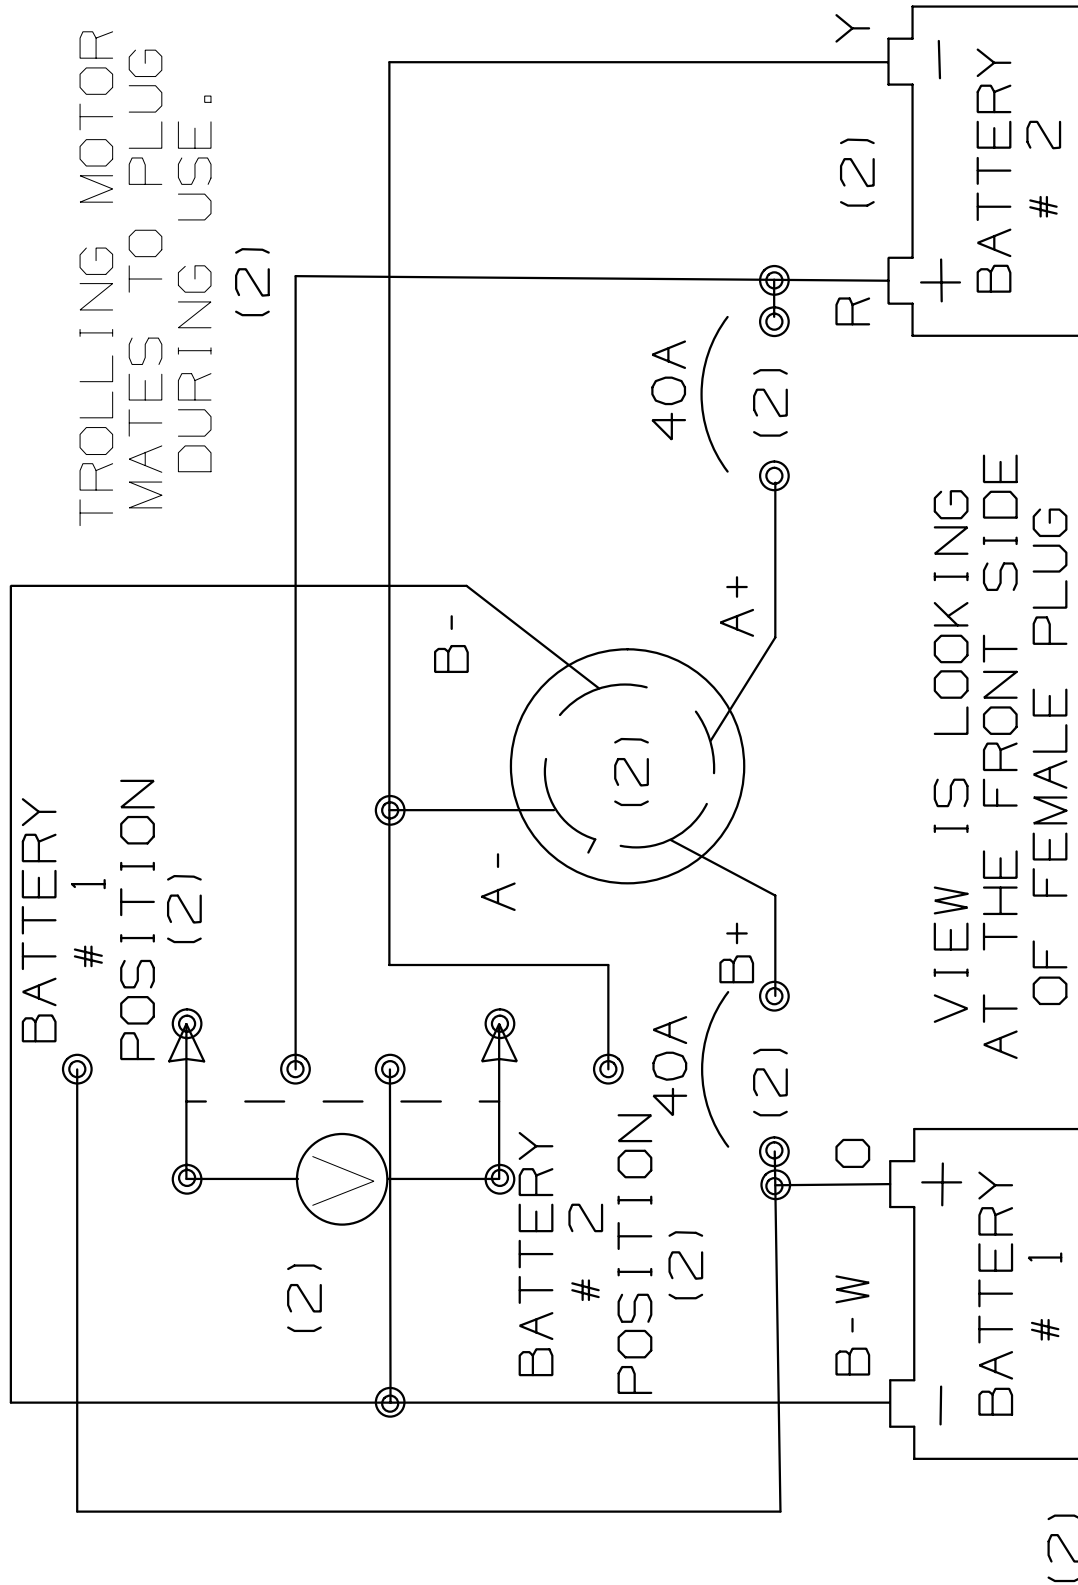 TROLLING MOTOR
MATES TO PLUG
DURING USE.
(2)
BATTERY
# 1
POSITION
(2)
(2)
V
BATTERY
# 2
POSITION
(2)
B-
A-
(2)
A+
B+
40A
(2)
40A
(2)
Y
(2)
R
-
+
BATTERY
# 2
O
B-W
+
-
BATTERY
# 1
(2)
VIEW IS LOOKING
AT THE FRONT SIDE
OF FEMALE PLUG